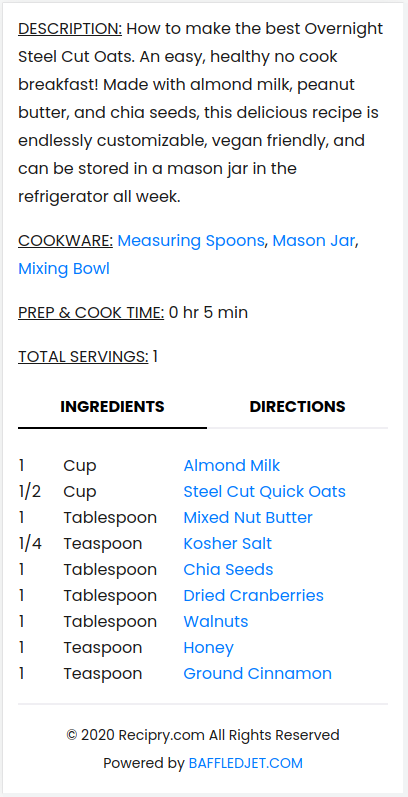 DESCRIPTION: How to make the best Overnight
Steel Cut Oats. An easy, healthy no cook
breakfast! Made with almond milk, peanut
butter, and chia seeds, this delicious recipe is
endlessly customizable, vegan friendly, and
can be stored in a mason jar in the
refrigerator all week.
COOKWARE: Measuring Spoons, Mason Jar,
Mixing Bowl
PREP & COOK TIME: 0 hr 5 min
TOTAL SERVINGS: 1
INGREDIENTS DIRECTIONS
1 Cup Almond Milk
1/2 Cup Steel Cut Quick Oats
1 Tablespoon Mixed Nut Butter
1/4 Teaspoon Kosher Salt
1 Tablespoon Chia Seeds
1 Tablespoon Dried Cranberries
1 Tablespoon Walnuts
1 Teaspoon Honey
1 Teaspoon Ground Cinnamon
© 2020 Recipry.com All Rights Reserved
Powered by BAFFLEDJET.COM